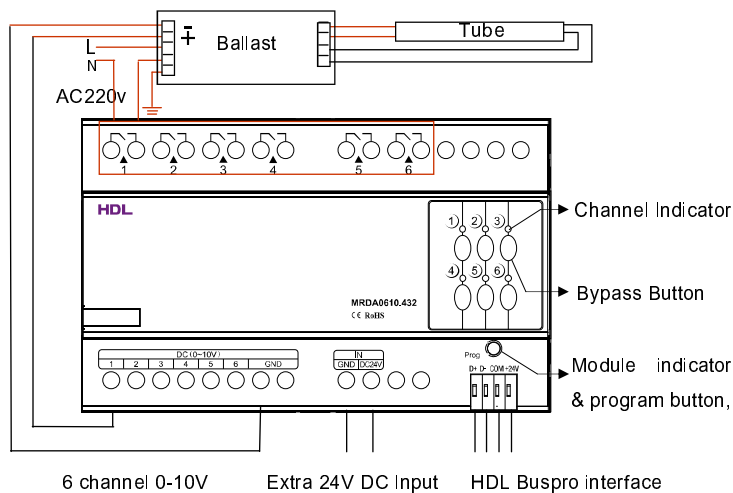 Ballast
Tube
L
N
AC220v
1 2 3 4 5 6
HDL
1 2 3
4 5 6
Channel Indicator
Bypass Button
MRDA0610.432
CE RoHS
DC(0-10V)
1 2 3 4 5 6 GND
IN
GND DC24V
Prog
D+ D- COM +24V
Module indicator
& program button,
6 channel 0-10V
Extra 24V DC Input
HDL Buspro interface